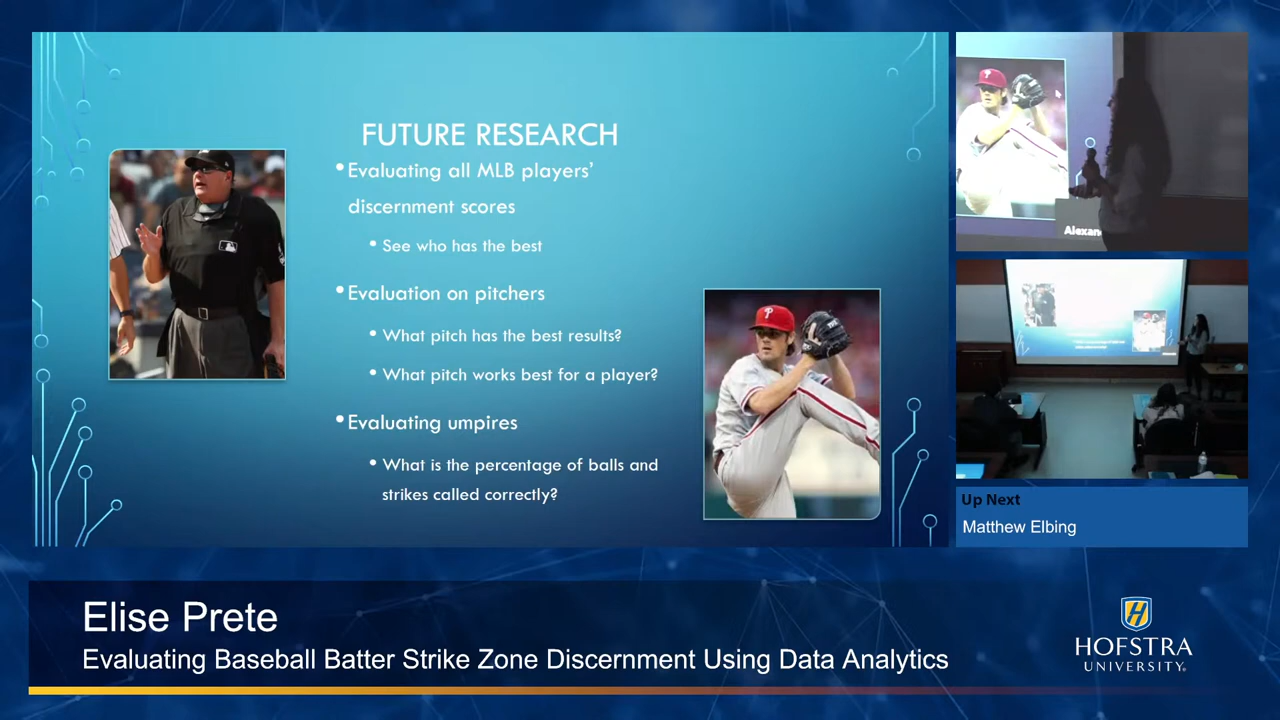 FUTURE RESEARCH
•Evaluating all MLB players’
discernment scores
• See who has the best
•Evaluation on pitchers
• What pitch has the best results?
• What pitch works best for a player?
•Evaluating umpires
• What is the percentage of balls and
strikes called correctly?
P
P
Alexan
Up Next
Matthew Elbing
Elise Prete
Evaluating Baseball Batter Strike Zone Discernment Using Data Analytics
H
HOFSTRA
UNIVERSITY®